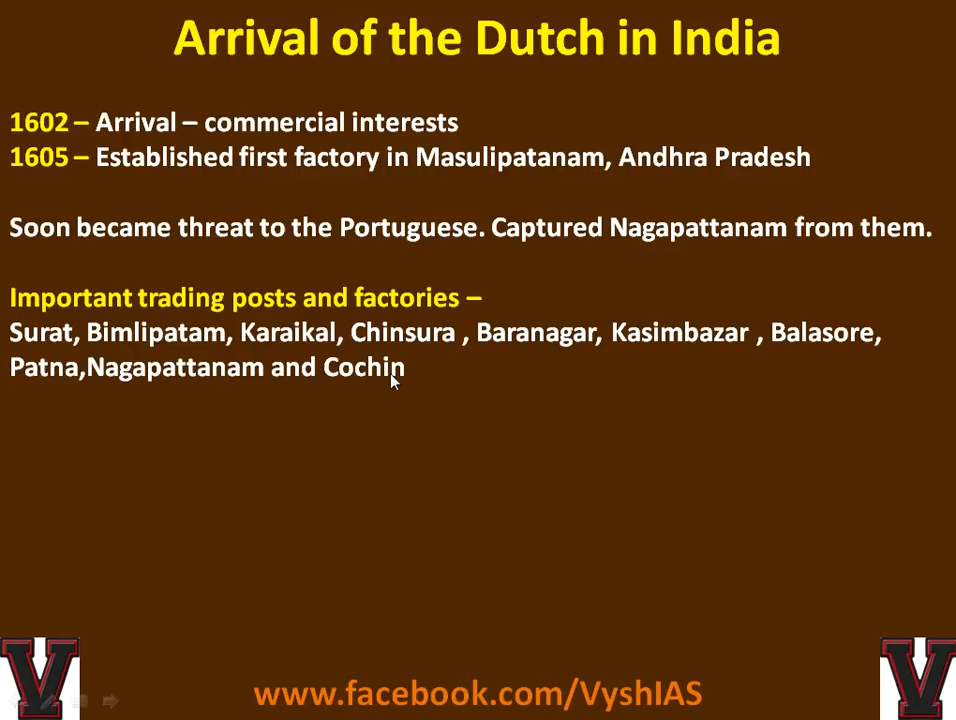 Arrival of the Dutch in India
1602 – Arrival – commercial interests
1605 – Established first factory in Masulipatanam, Andhra Pradesh
Soon became threat to the Portuguese. Captured Nagapattanam from them.
Important trading posts and factories –
Surat, Bimlipatam, Karaikal, Chinsura , Baranagar, Kasimbazar , Balasore,
Patna,Nagapattanam and Cochin
V
V
www.facebook.com/VyshIAS